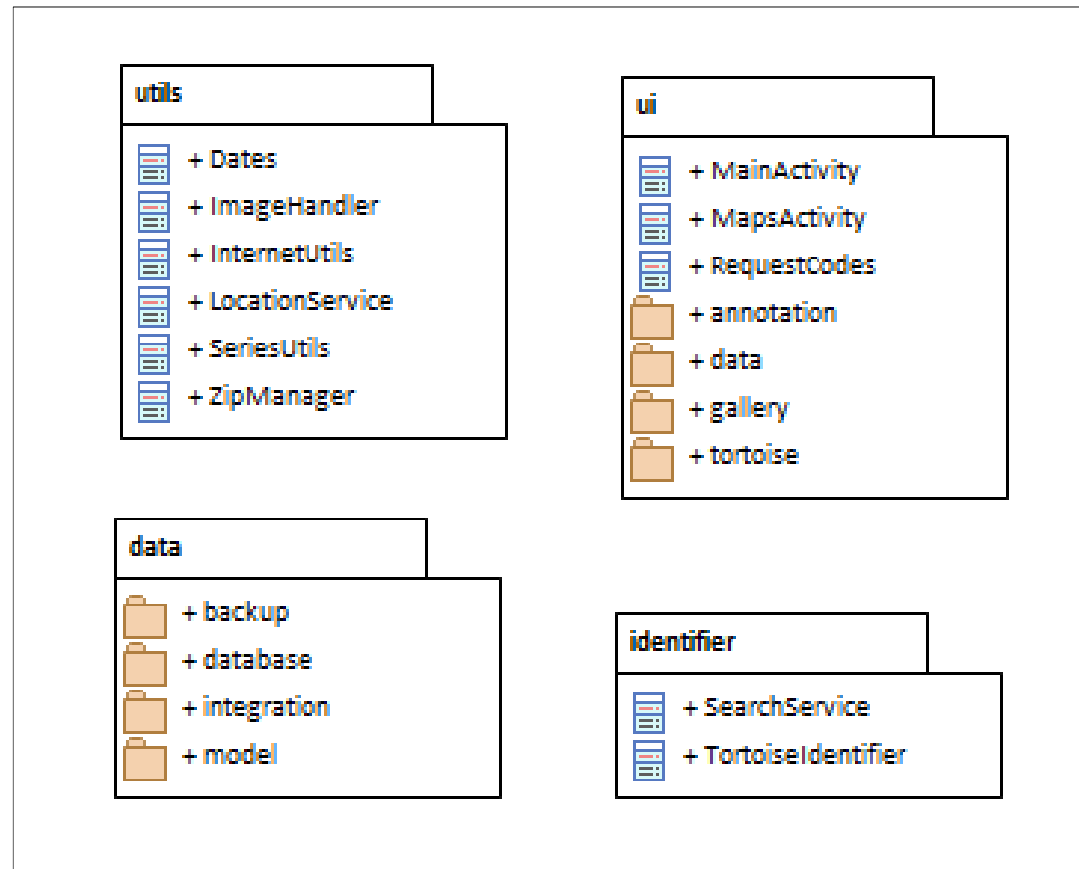 utils
+ Dates
+ ImageHandler
+ InternetUtils
+ LocationService
+ SeriesUtils
+ ZipManager
ui
+ MainActivity
+ MapsActivity
+ RequestCodes
+ annotation
+ data
+ gallery
+ tortoise
data
+ backup
+ database
+ integration
+ model
identifier
+ SearchService
+ TortoiseIdentifier